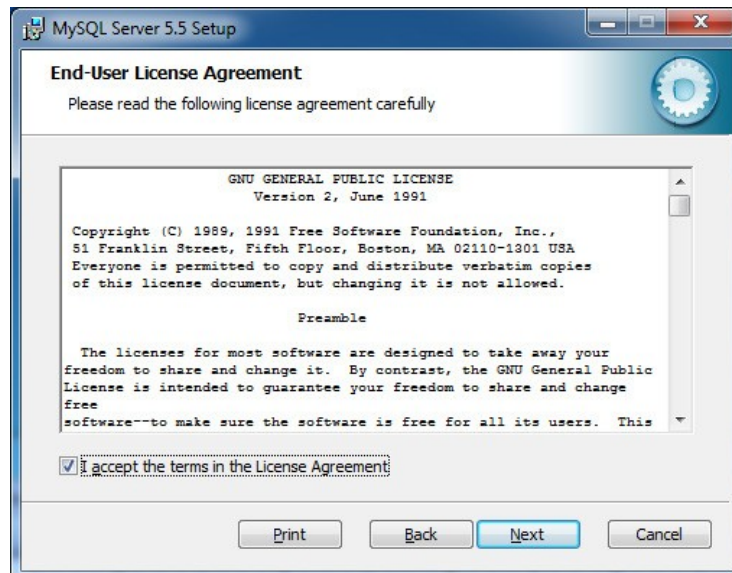 MySQL Server 5.5 Setup
End-User License Agreement
Please read the following license agreement carefully
GNU GENERAL PUBLIC LICENSE
Version 2, June 1991
Copyright (C) 1989, 1991 Free Software Foundation, Inc.,
51 Franklin Street, Fifth Floor, Boston, MA 02110-1301 USA
Everyone is permitted to copy and distribute verbatim copies
of this license document, but changing it is not allowed.
Preamble
The licenses for most software are designed to take away your
freedom to share and change it.  By contrast, the GNU General Public
License is intended to guarantee your freedom to share and change
free
software--to make sure the software is free for all its users.  This
I accept the terms in the License Agreement
Print Back Next Cancel